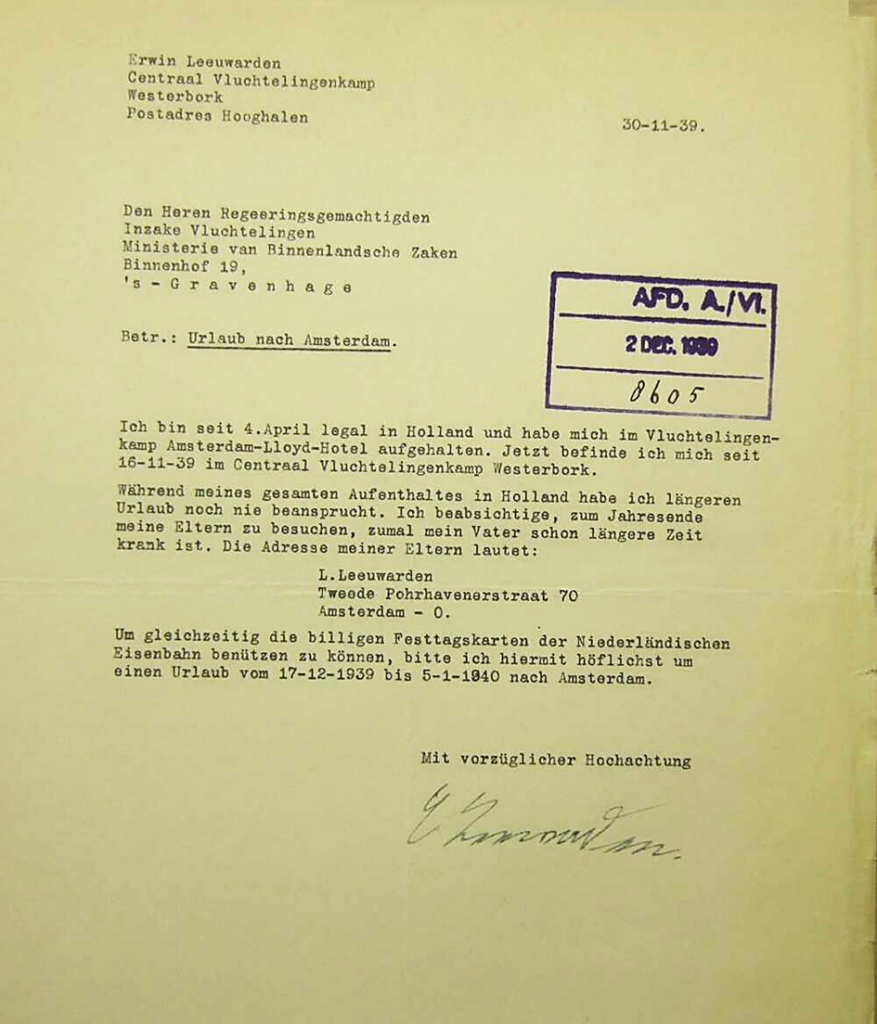 Erwin Leeuwarden
Centraal Vluchtelingenkamp
Westerbork
Postadres Hooghalen
30-11-39.
Den Heren Regeeringsgemachtigden
Inzake Vluchtelingen
Ministerie van Binnenlandsche Zaken
Binnenhof 19,
's - G r a v e n h a g e
AFD. A./VI.
2 DEC. 1939
8605
Betr.: Urlaub nach Amsterdam.
Ich bin seit 4.April legal in Holland und habe mich im Vluchtelingen-
kamp Amsterdam-Lloyd-Hotel aufgehalten. Jetzt befinde ich mich seit
16-11-39 im Centraal Vluchtelingenkamp Westerbork.
Während meines gesamten Aufenthaltes in Holland habe ich längeren
Urlaub noch nie beansprucht. Ich beabsichtige, zum Jahresende
meine Eltern zu besuchen, zumal mein Vater schon längere Zeit
krank ist. Die Adresse meiner Eltern lautet:
L.Leeuwarden
Tweede Pohrhavenerstraat 70
Amsterdam - O.
Um gleichzeitig die billigen Festtagskarten der Niederländischen
Eisenbahn benützen zu können, bitte ich hiermit höflichst um
einen Urlaub vom 17-12-1939 bis 5-1-1940 nach Amsterdam.
Mit vorzüglicher Hochachtung